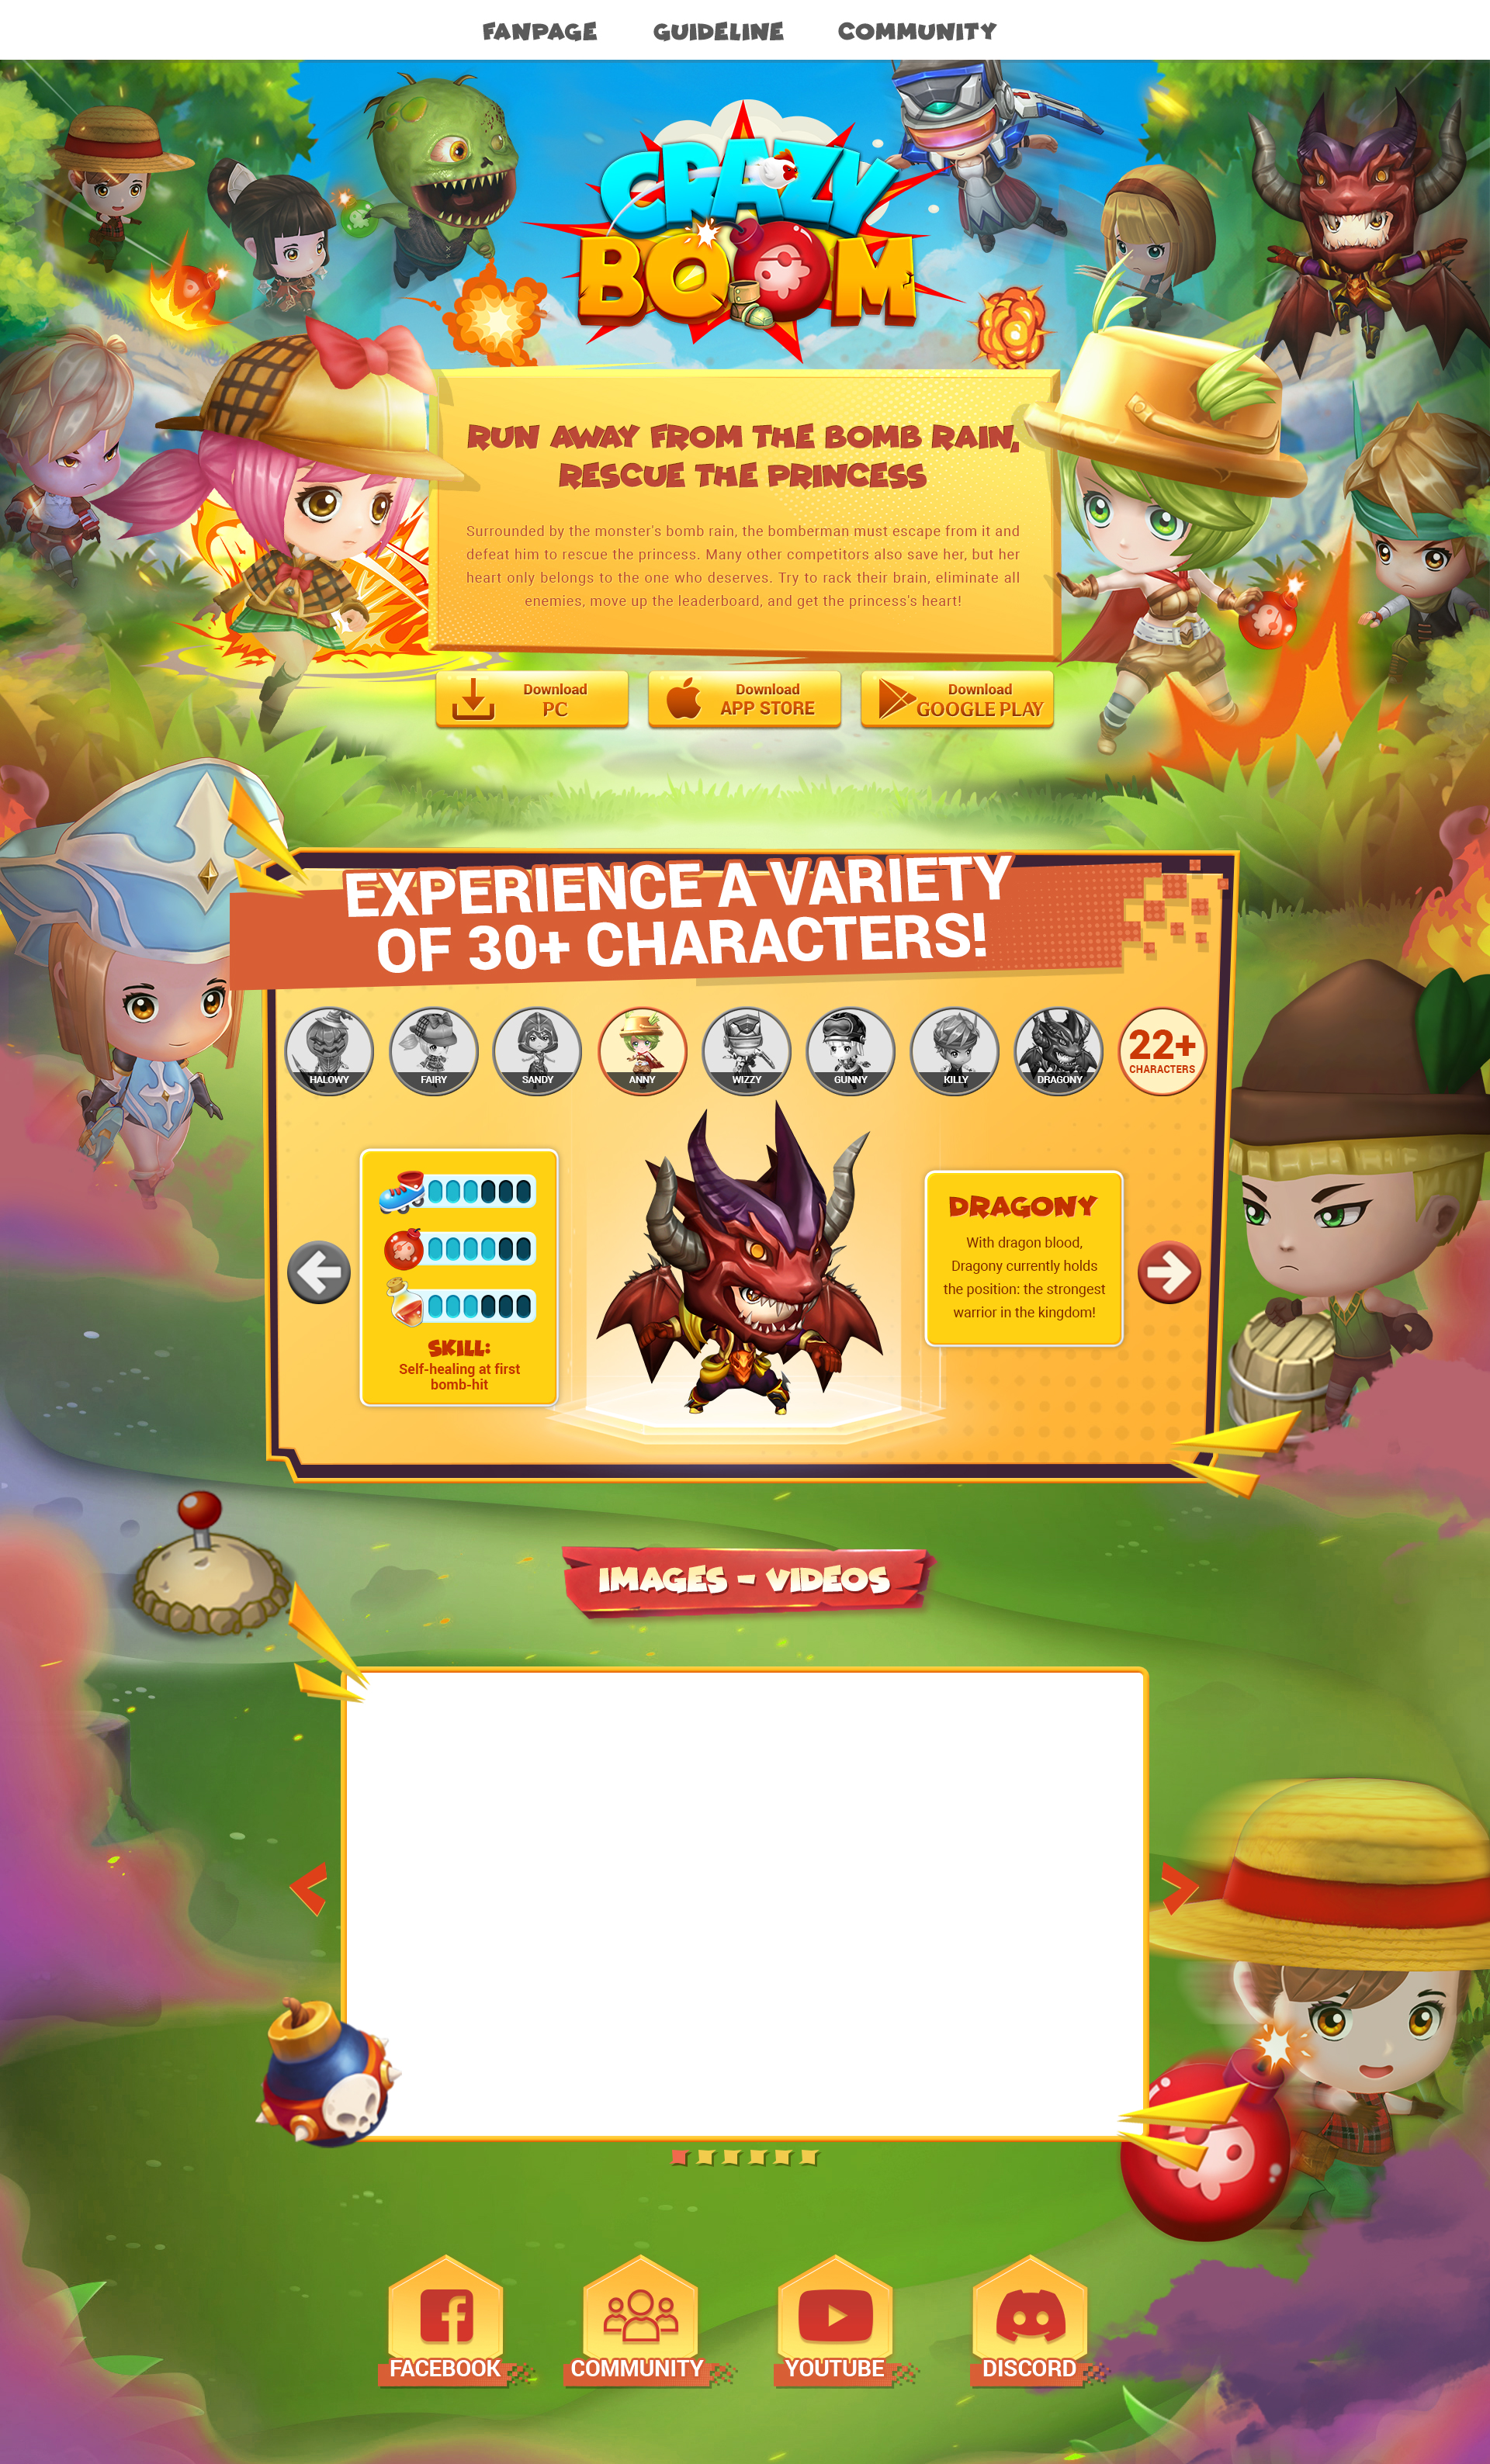 FANPAGE
GUIDELINE
COMMUNITY
CRAZY
BOOM
RUN AWAY FROM THE BOMB RAIN,
RESCUE THE PRINCESS
Surrounded by the monster's bomb rain, the bomberman must escape from it and
defeat him to rescue the princess. Many other competitors also save her, but her
heart only belongs to the one who deserves. Try to rack their brain, eliminate all
enemies, move up the leaderboard, and get the princess's heart!
Download
PC
Download
APP STORE
Download
GOOGLE PLAY
EXPERIENCE A VARIETY
OF 30+ CHARACTERS!
HALOWY
FAIRY
SANDY
ANNY
WIZZY
GUNNY
KILLY
DRAGONY
22+
CHARACTERS
SKILL:
Self-healing at first
bomb-hit
DRAGONY
With dragon blood,
Dragony currently holds
the position: the strongest
warrior in the kingdom!
IMAGES - VIDEOS
FACEBOOK
COMMUNITY
YOUTUBE
DISCORD